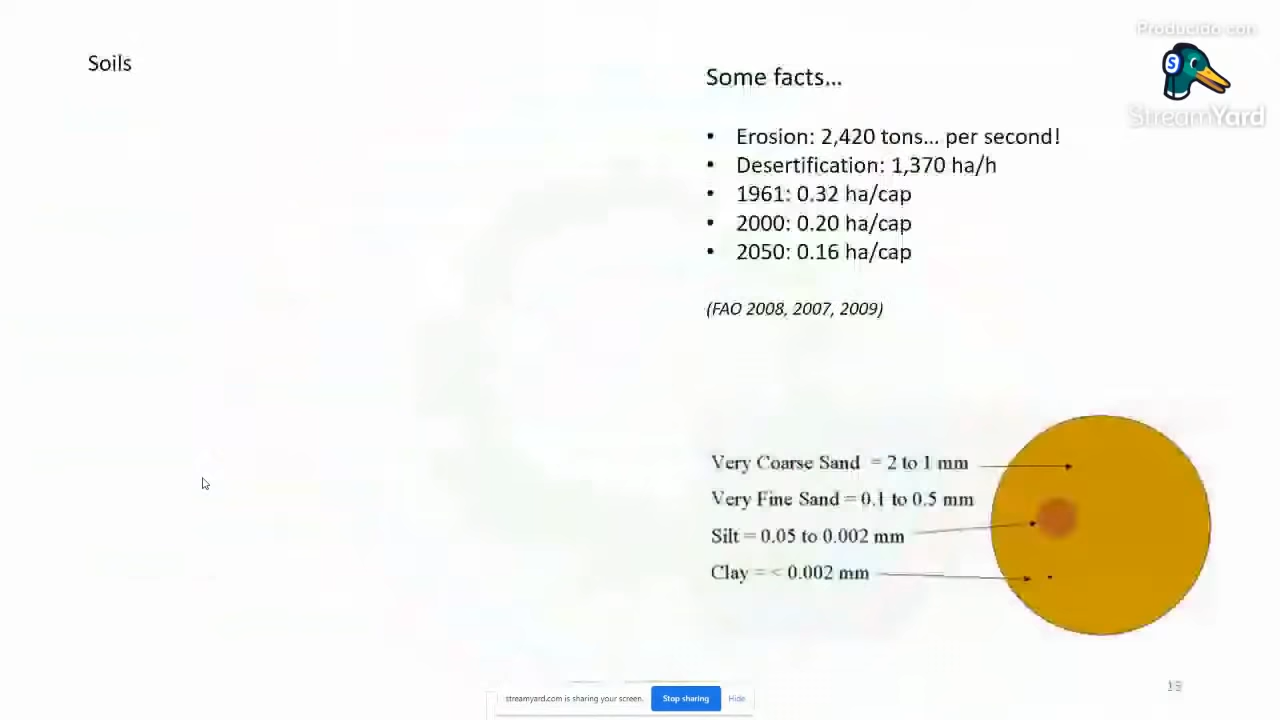 Soils
Producido con
StreamYard
Some facts...
• Erosion: 2,420 tons... per second!
• Desertification: 1,370 ha/h
• 1961: 0.32 ha/cap
• 2000: 0.20 ha/cap
• 2050: 0.16 ha/cap
(FAO 2008, 2007, 2009)
Very Coarse Sand = 2 to 1 mm
Very Fine Sand = 0.1 to 0.5 mm
Silt = 0.05 to 0.002 mm
Clay = < 0.002 mm
streamyard.com is sharing your screen. Stop sharing Hide